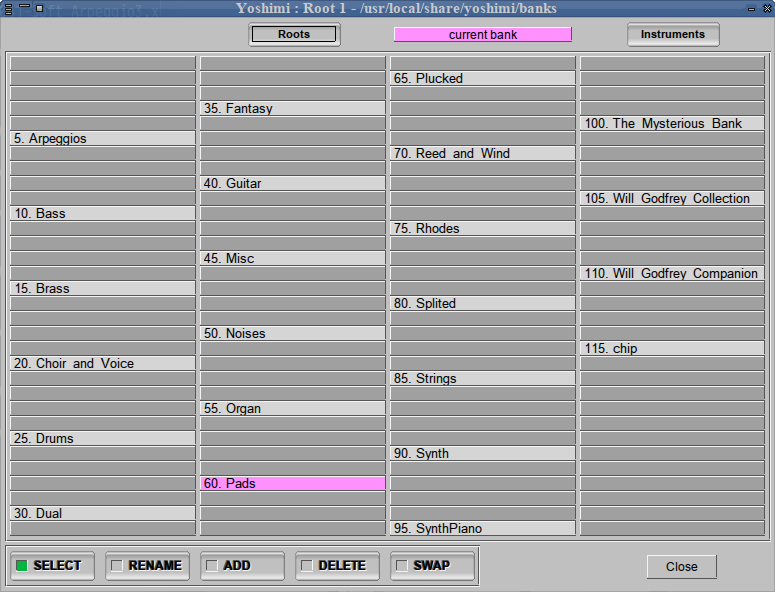 Yoshimi : Root 1 - /usr/local/share/yoshimi/banks
Roots
current bank
Instruments
5. Arpeggios
10. Bass
15. Brass
20. Choir and Voice
25. Drums
30. Dual
35. Fantasy
40. Guitar
45. Misc
50. Noises
55. Organ
60. Pads
65. Plucked
70. Reed and Wind
75. Rhodes
80. Splited
85. Strings
90. Synth
95. SynthPiano
100. The Mysterious Bank
105. Will Godfrey Collection
110. Will Godfrey Companion
115. chip
SELECT
RENAME
ADD
DELETE
SWAP
Close